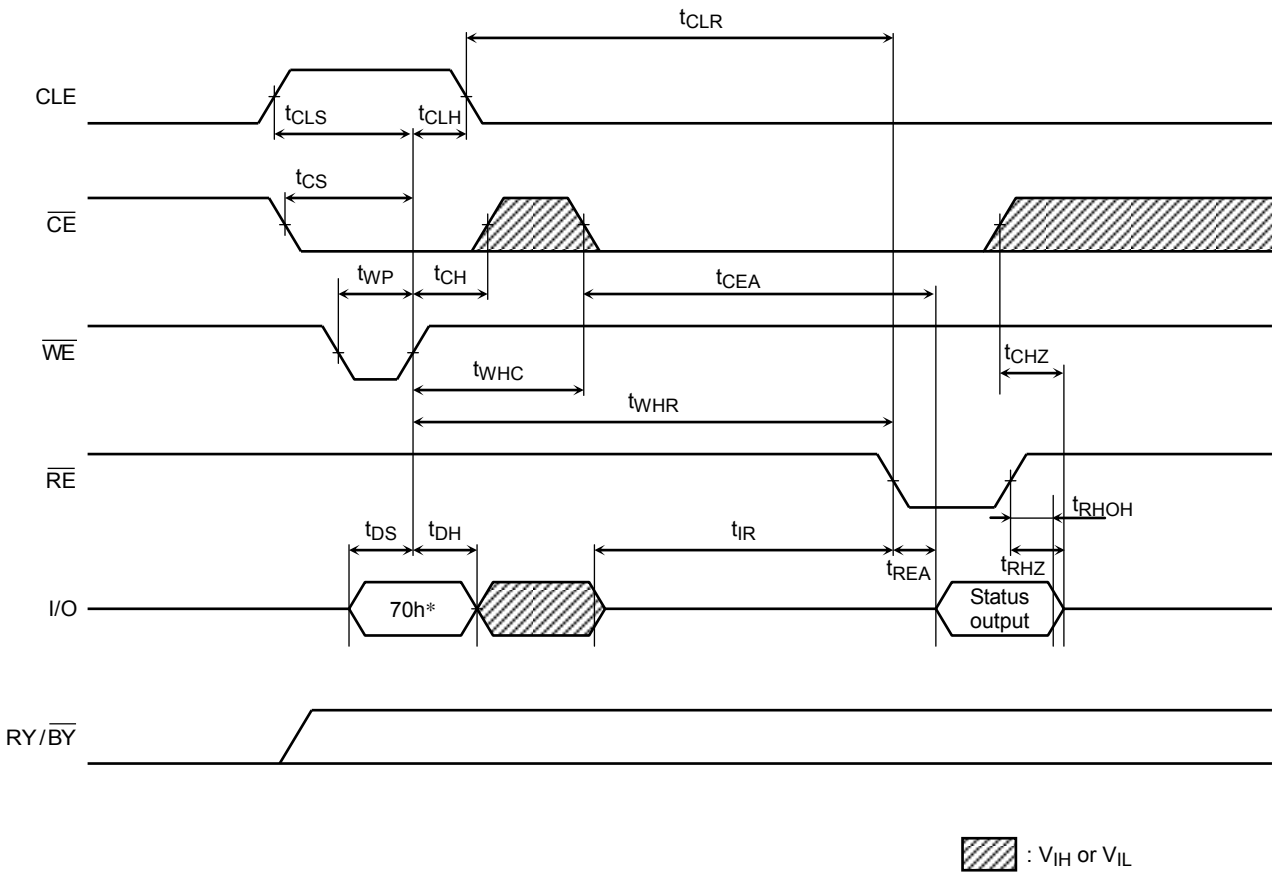 tCLR
CLE
tCLS
tCLH
tCS
CE
tWP
tCH
tCEA
WE
tCHZ
tWHC
tWHR
RE
tRHOH
tDS
tDH
tIR
tREA
tRHZ
I/O
70h*
Status
output
RY/BY
: VIH or VIL